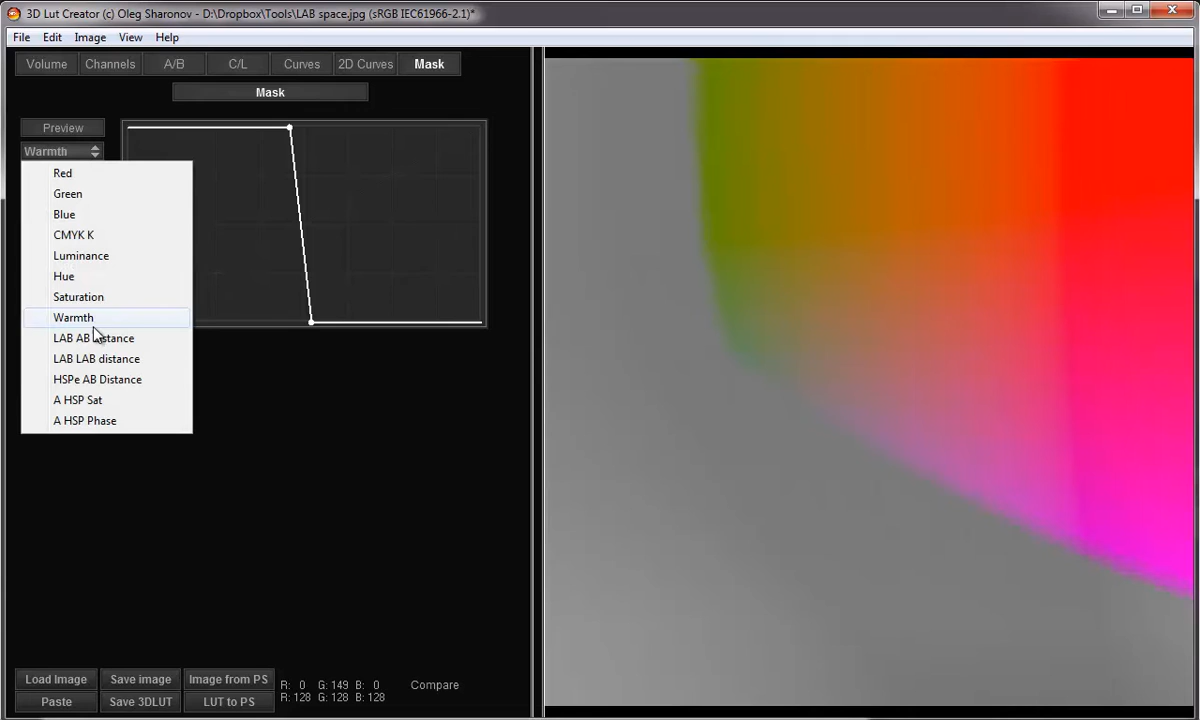 3D Lut Creator (c) Oleg Sharonov - D:\Dropbox\Tools\LAB space.jpg (sRGB IEC61966-2.1)*
File Edit Image View Help
Volume Channels A/B C/L Curves 2D Curves Mask
Mask
Preview
Warmth
Red
Green
Blue
CMYK K
Luminance
Hue
Saturation
Warmth
LAB AB Distance
LAB LAB distance
HSPe AB Distance
A HSP Sat
A HSP Phase
Load Image Save image Image from PS R: 0 G: 149 B: 0 Compare
Paste Save 3DLUT LUT to PS R: 128 G: 128 B: 128